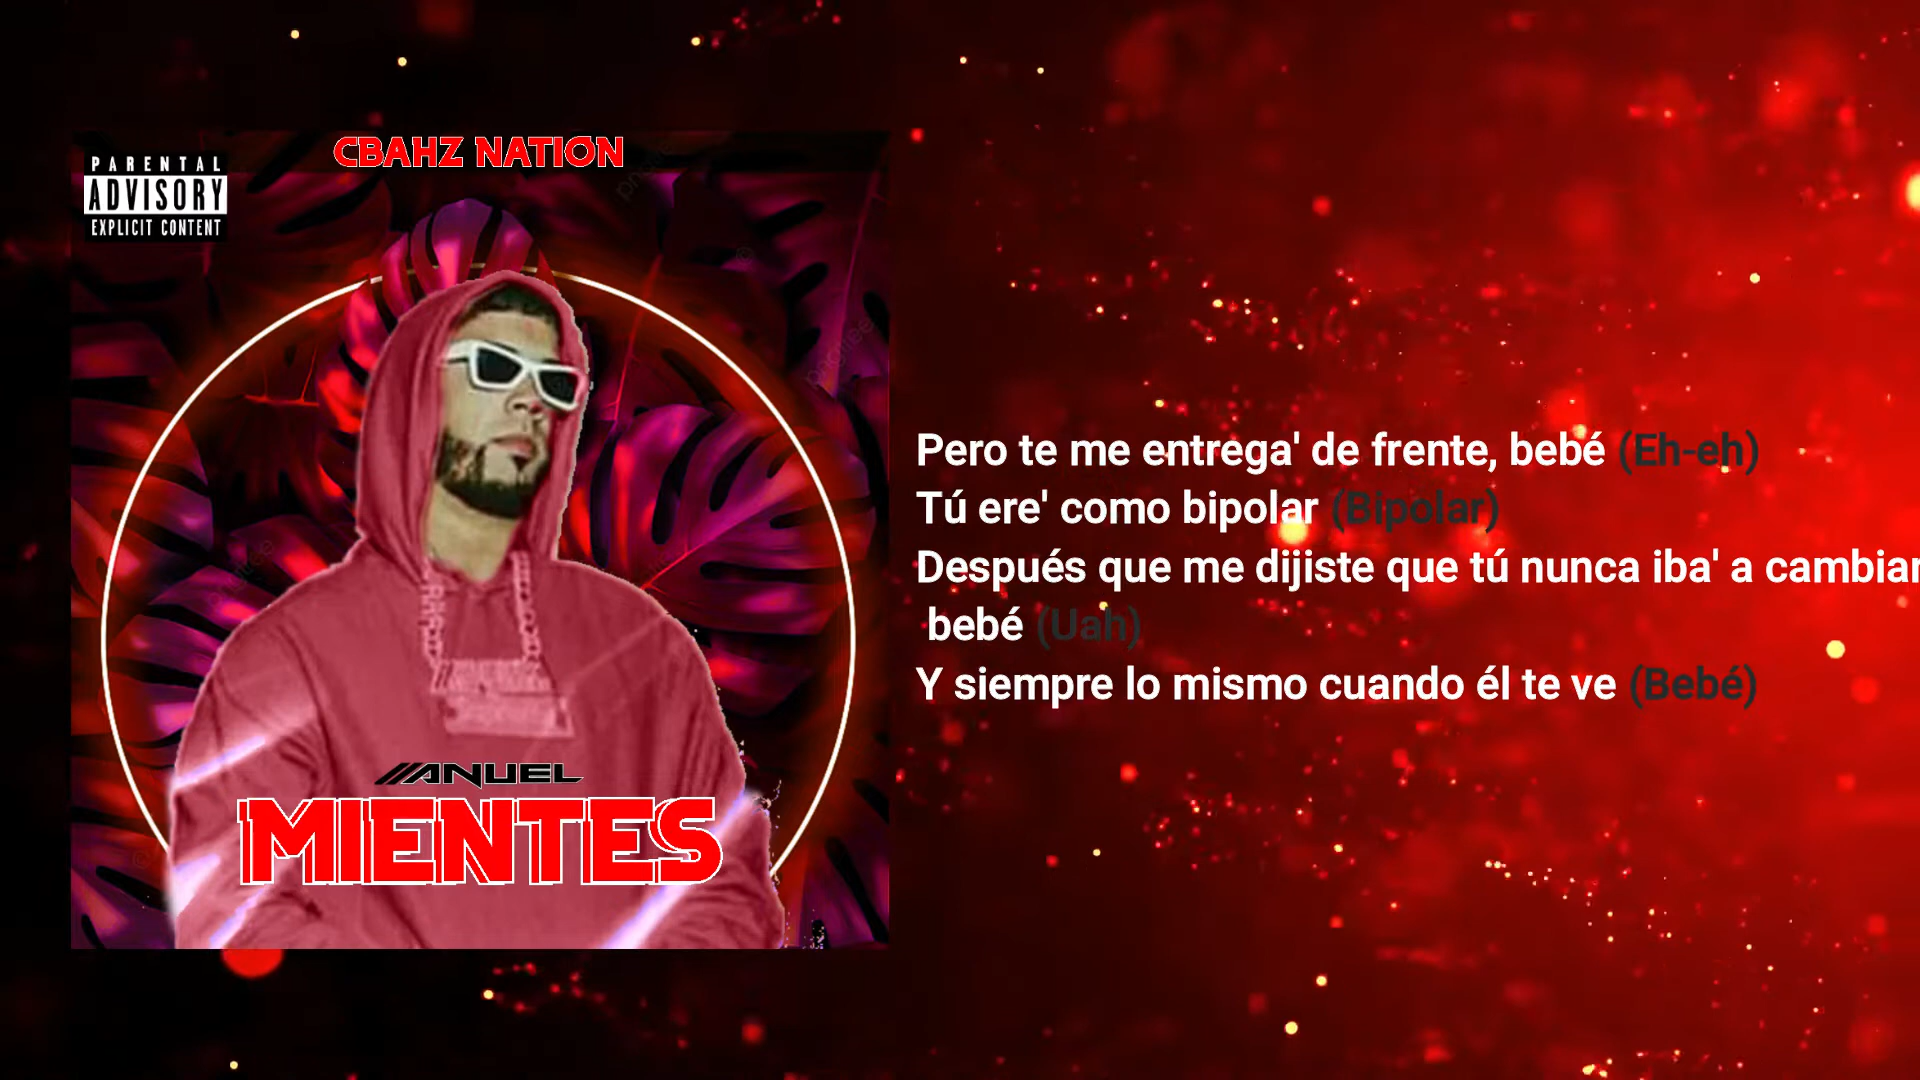 CBAHZ NATION
PARENTAL
ADVISORY
EXPLICIT CONTENT
ANUEL
MIENTES
Pero te me entrega' de frente, bebé (Eh-eh)
Tú ere' como bipolar (Bipolar)
Después que me dijiste que tú nunca iba' a cambiar
bebé (Uah)
Y siempre lo mismo cuando él te ve (Bebé)